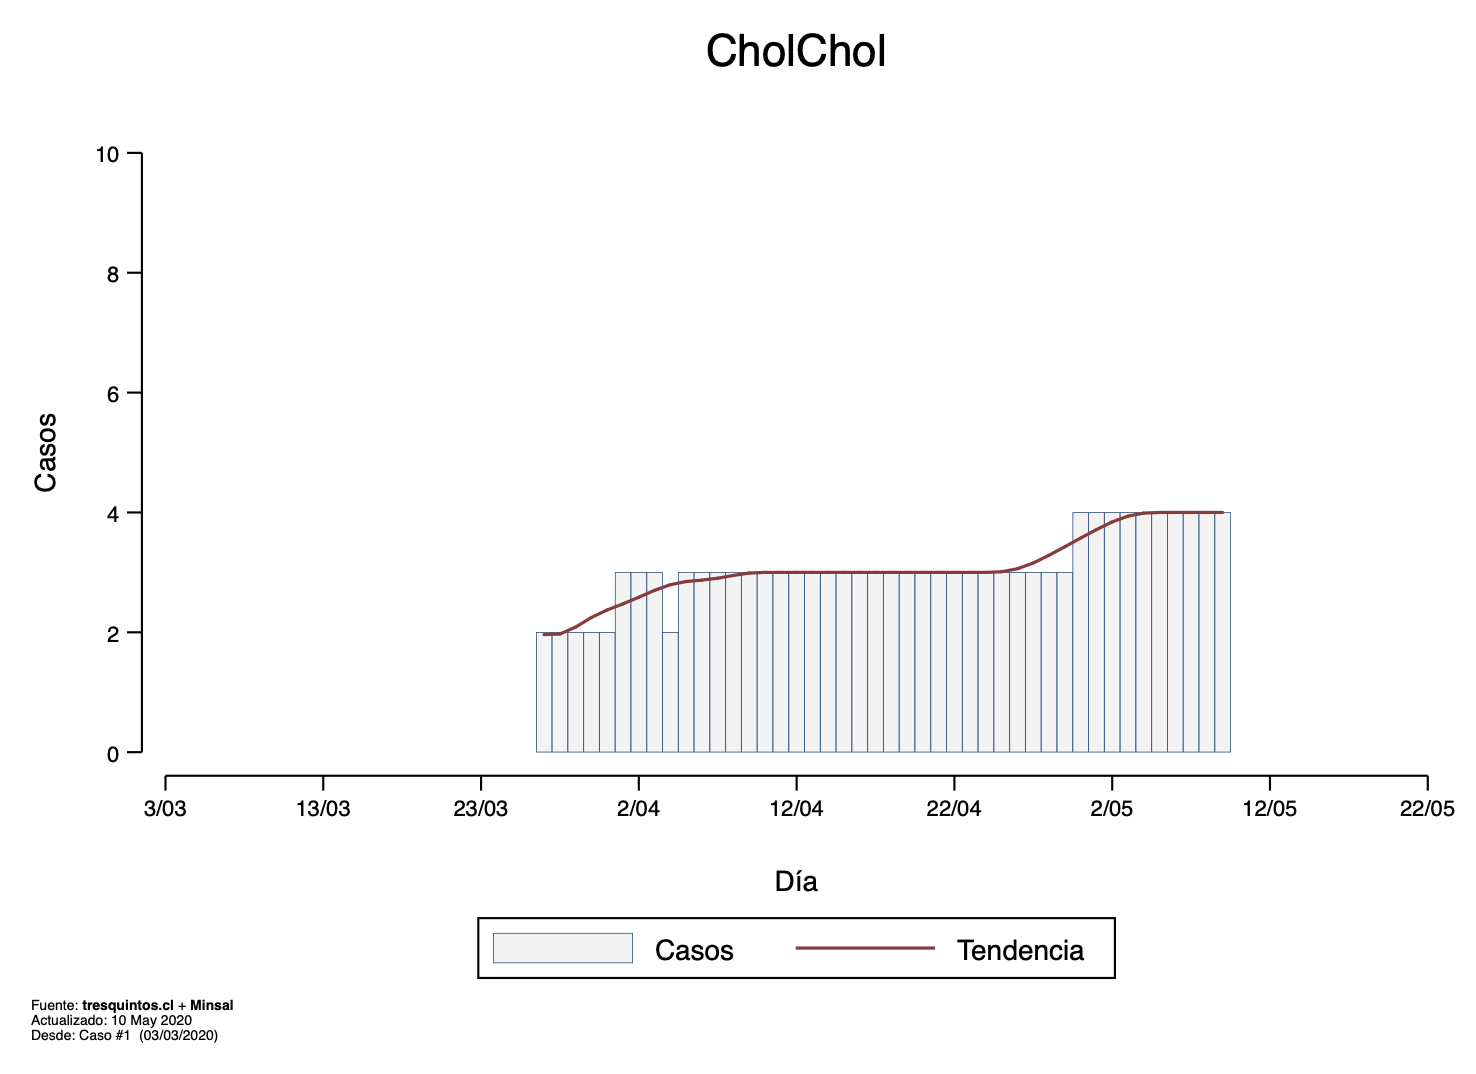 CholChol
10
8
6
4
2
0
Casos
3/03 13/03 23/03 2/04 12/04 22/04 2/05 12/05 22/05
Día
Casos Tendencia
Fuente: tresquintos.cl + Minsal
Actualizado: 10 May 2020
Desde: Caso #1 (03/03/2020)